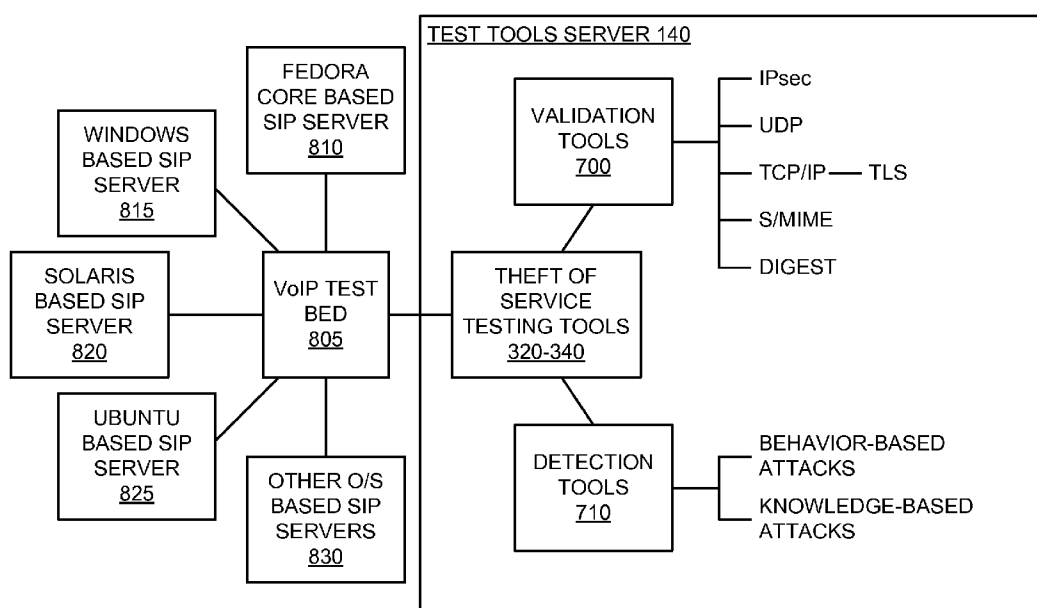 TEST TOOLS SERVER 140
FEDORA
CORE BASED
SIP SERVER
810
WINDOWS
BASED SIP
SERVER
815
SOLARIS
BASED SIP
SERVER
820
UBUNTU
BASED SIP
SERVER
825
OTHER O/S
BASED SIP
SERVERS
830
VoIP TEST
BED
805
THEFT OF
SERVICE
TESTING TOOLS
320-340
VALIDATION
TOOLS
700
IPsec
UDP
TCP/IP — TLS
S/MIME
DIGEST
DETECTION
TOOLS
710
BEHAVIOR-BASED
ATTACKS
KNOWLEDGE-BASED
ATTACKS